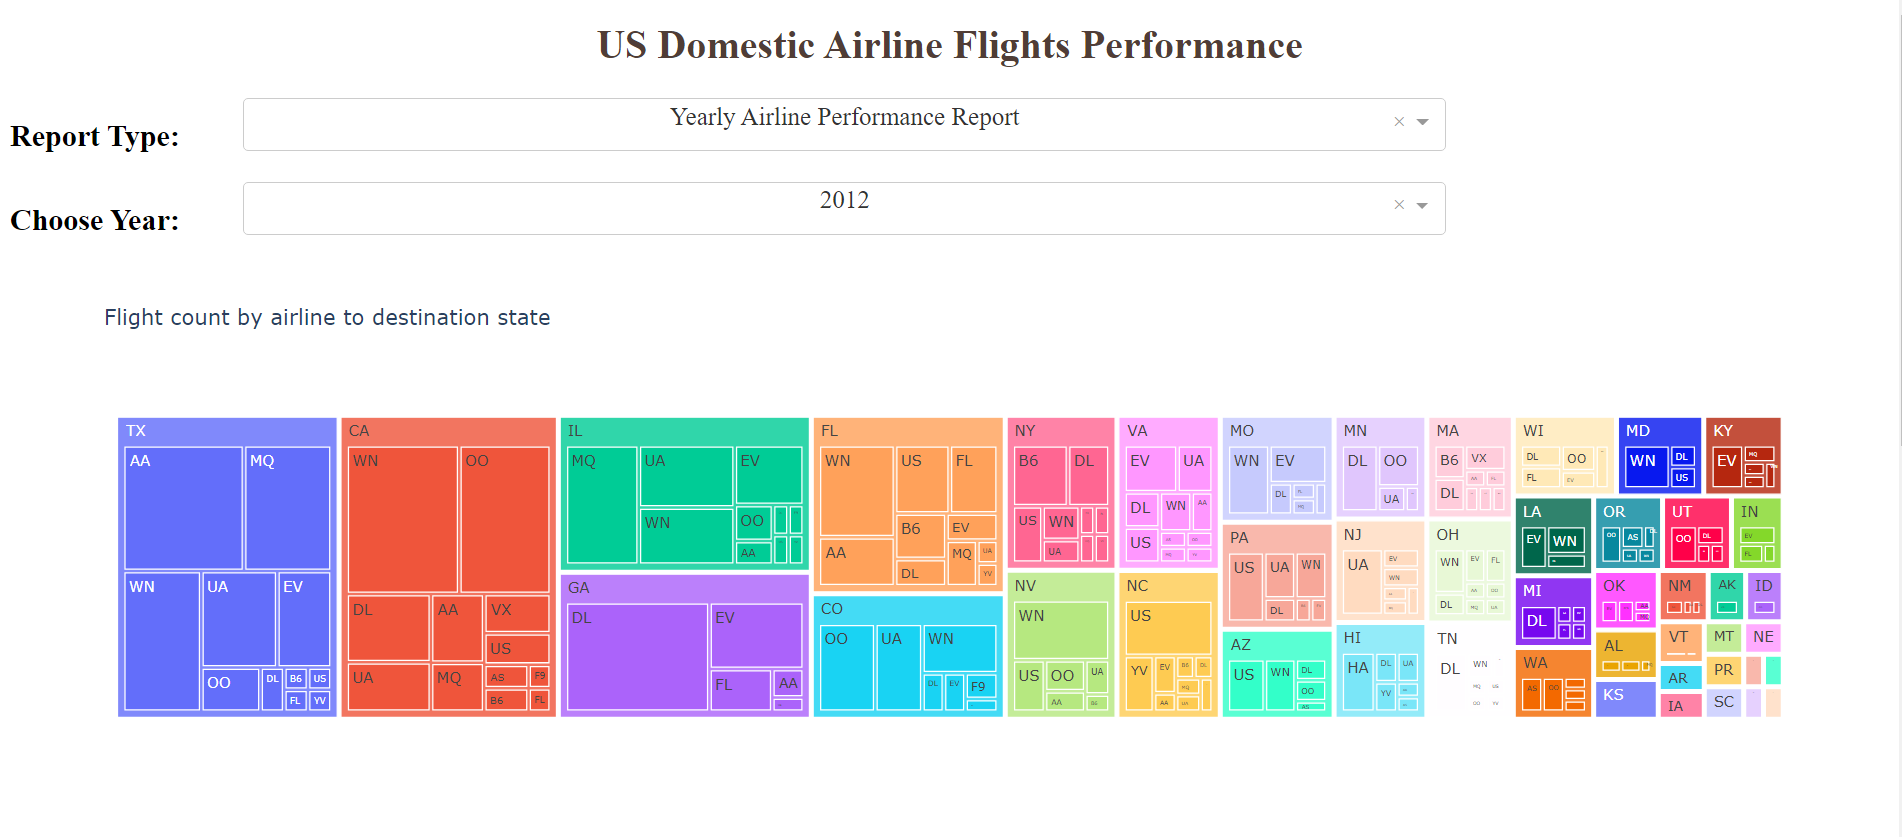 US Domestic Airline Flights Performance
Report Type:
Yearly Airline Performance Report
Choose Year:
2012
Flight count by airline to destination state
TX
AA
MQ
WN
UA
EV
OO
DL
B6
US
FL
YV
CA
WN
OO
DL
AA
VX
US
UA
MQ
AS
F9
B6
FL
IL
MQ
UA
EV
WN
OO
AA
GA
DL
EV
FL
AA
FL
WN
US
FL
AA
B6
EV
DL
MQ
UA
YV
CO
OO
UA
WN
DL
EV
F9
NY
B6
DL
US
WN
UA
NV
WN
US
OO
UA
AA
B6
VA
EV
UA
DL
WN
AA
US
NC
US
YV
EV
B6
DL
MQ
AA
UA
MO
WN
EV
DL
FL
MQ
PA
US
UA
WN
DL
AZ
US
WN
DL
OO
AS
MN
DL
OO
UA
NJ
UA
EV
WN
HI
HA
DL
UA
YV
MA
B6
VX
AA
FL
DL
OH
WN
EV
FL
AA
DL
MQ
UA
TN
DL
WN
MQ
US
OO
YV
WI
DL
OO
FL
EV
MD
WN
DL
US
KY
EV
MQ
LA
EV
WN
OR
OO
AS
DL
UT
OO
DL
IN
EV
FL
MI
DL
OK
NM
AK
ID
WA
AS
OO
AL
KS
VT
MT
NE
AR
PR
IA
SC